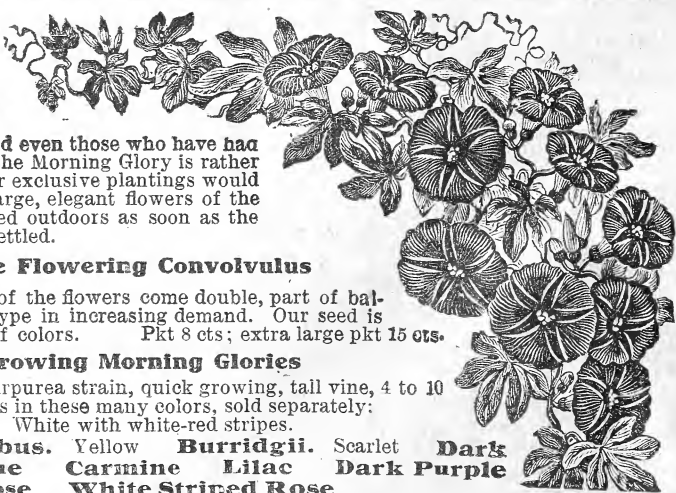 even those who have had
he Morning Glory is rather
exclusive plantings would
arge, elegant flowers of the
ed outdoors as soon as the
ettled.
Flowering Convolvulus
of the flowers come double, part of bal-
ype in increasing demand. Our seed is
f colors. Pkt 8 cts; extra large pkt 15 cts.
rowing Morning Glories
rpurea strain, quick growing, tall vine, 4 to 10
s in these many colors, sold separately:
White with white-red stripes.
bus. Yellow Burridgii. Scarlet Dark
ue Carmine Lilac Dark Purple
ose White Striped Rose